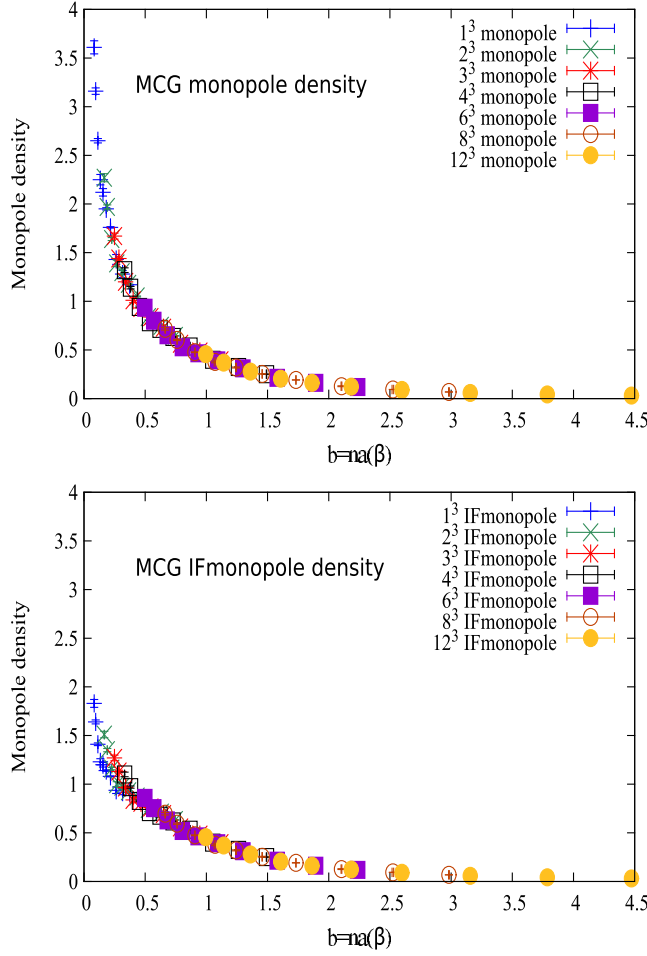 4
3.5
3
2.5
2
1.5
1
0.5
0
Monopole density
MCG monopole density
1³ monopole
2³ monopole
3³ monopole
4³ monopole
6³ monopole
8³ monopole
12³ monopole
0 0.5 1 1.5 2 2.5 3 3.5 4 4.5
b=na(β)
4
3.5
3
2.5
2
1.5
1
0.5
0
Monopole density
MCG IFmonopole density
1³ IFmonopole
2³ IFmonopole
3³ IFmonopole
4³ IFmonopole
6³ IFmonopole
8³ IFmonopole
12³ IFmonopole
0 0.5 1 1.5 2 2.5 3 3.5 4 4.5
b=na(β)